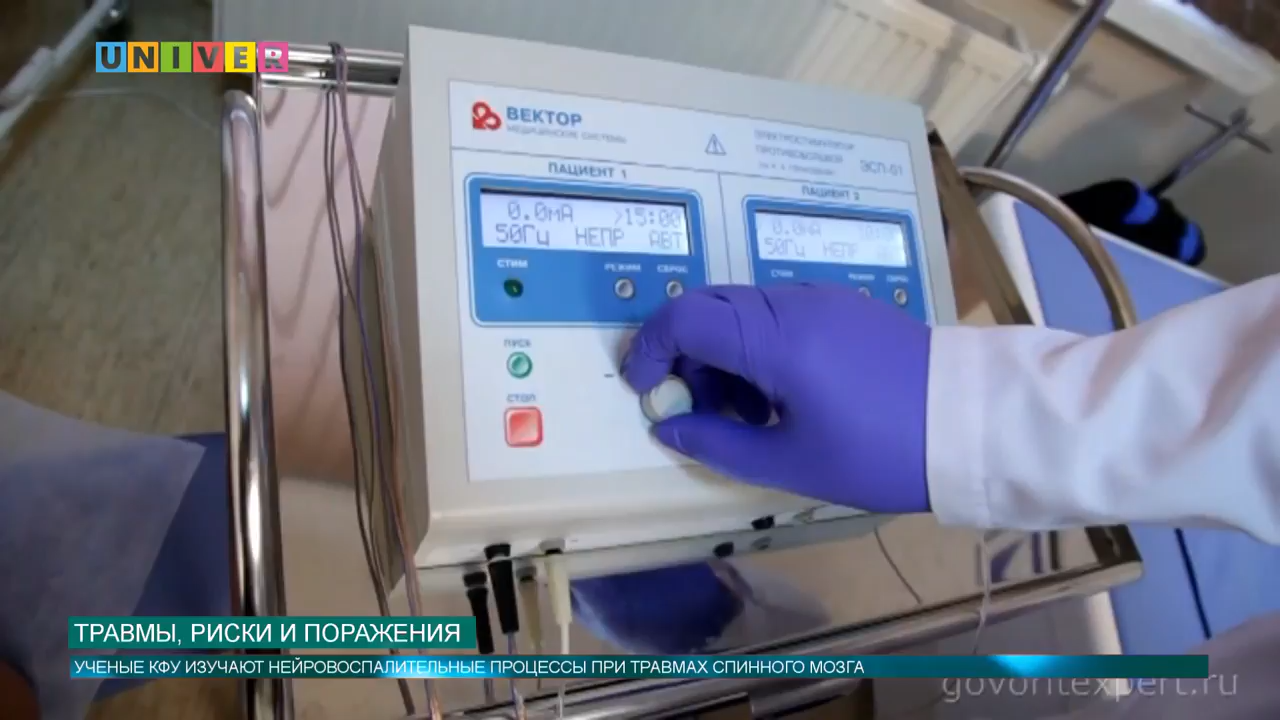 UNIVER
ВЕКТОР
МЕДИЦИНСКИЕ СИСТЕМЫ
ЭЛЕКТРОСТИМУЛЯТОР
ПРОТИВОБОЛЕВОЙ
ЭСП-01
ПАЦИЕНТ 1
ПАЦИЕНТ 2
0.0мА >15:00
50Гц НЕПР АВТ
0.0мА
50Гц НЕПР
СТИМ
РЕЖИМ
СБРОС
СТИМ
РЕЖИМ
СБРОС
ПУСК
-
СТОП
ТРАВМЫ, РИСКИ И ПОРАЖЕНИЯ
УЧЕНЫЕ КФУ ИЗУЧАЮТ НЕЙРОВОСПАЛИТЕЛЬНЫЕ ПРОЦЕССЫ ПРИ ТРАВМАХ СПИННОГО МОЗГА
govoritexpert.ru